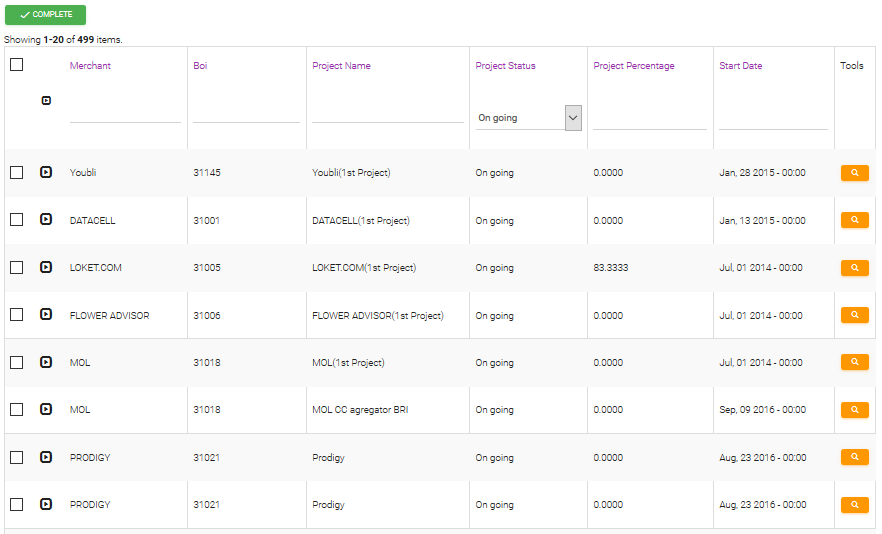 COMPLETE
Showing 1-20 of 499 items.
Merchant Boi Project Name Project Status Project Percentage Start Date Tools
On going
Youbli 31145 Youbli(1st Project) On going 0.0000 Jan, 28 2015 - 00:00
DATACELL 31001 DATACELL(1st Project) On going 0.0000 Jan, 13 2015 - 00:00
LOKET.COM 31005 LOKET.COM(1st Project) On going 83.3333 Jul, 01 2014 - 00:00
FLOWER ADVISOR 31006 FLOWER ADVISOR(1st Project) On going 0.0000 Jul, 01 2014 - 00:00
MOL 31018 MOL(1st Project) On going 0.0000 Jul, 01 2014 - 00:00
MOL 31018 MOL CC agregator BRI On going 0.0000 Sep, 09 2016 - 00:00
PRODIGY 31021 Prodigy On going 0.0000 Aug, 23 2016 - 00:00
PRODIGY 31021 Prodigy On going 0.0000 Aug, 23 2016 - 00:00